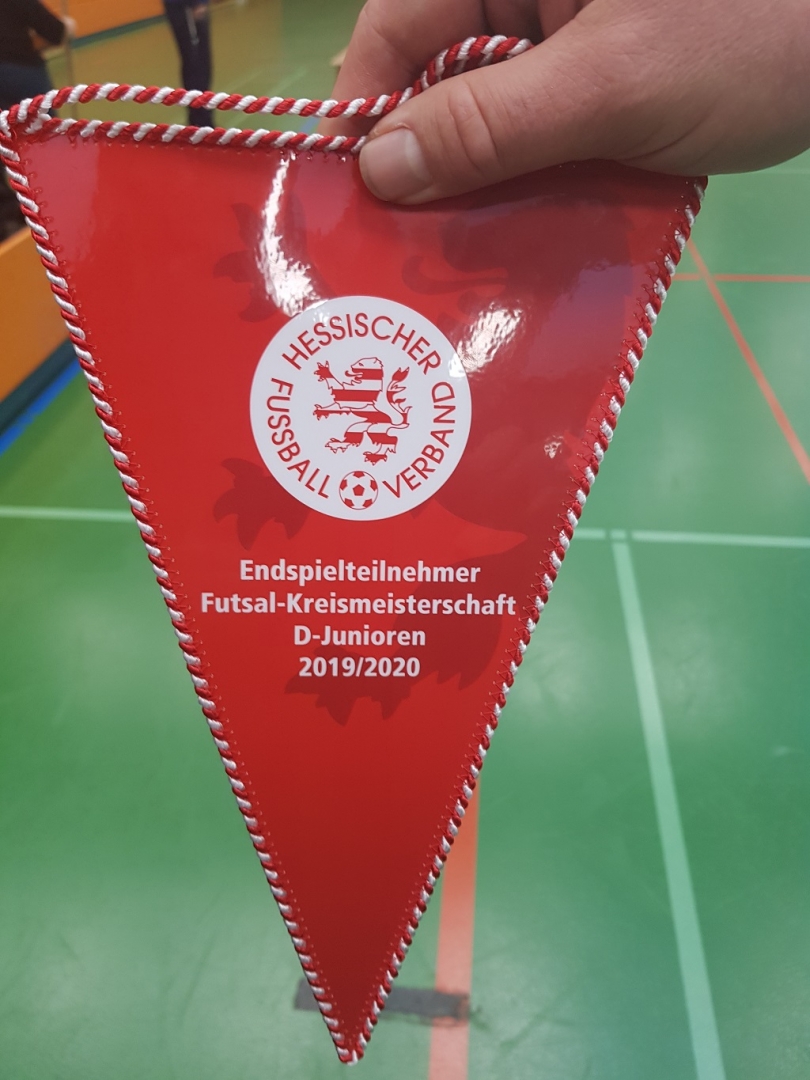 HESSISCHER
FUSSBALL VERBAND
Endspielteilnehmer
Futsal-Kreismeisterschaft
D-Junioren
2019/2020